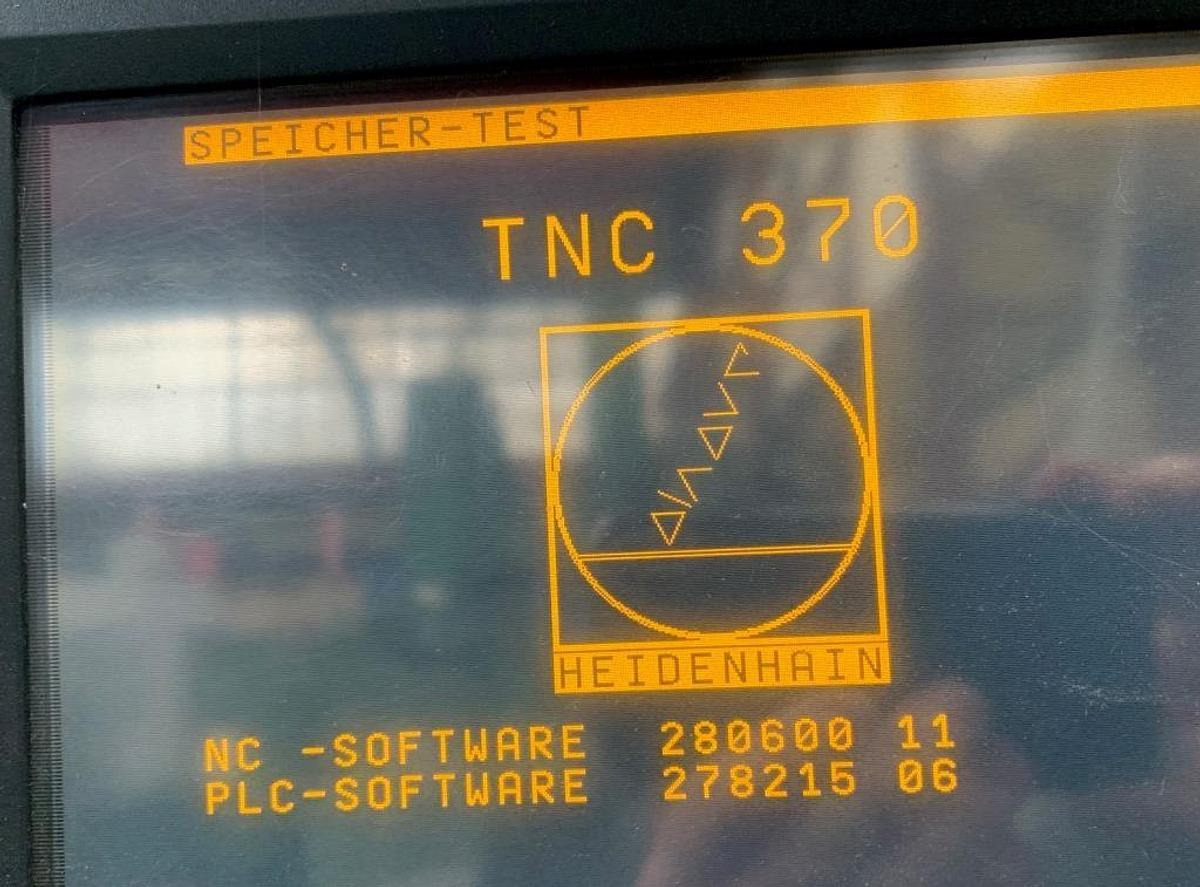 SPEICHER-TEST
TNC 370
HEIDENHAIN
NC -SOFTWARE 280600 11
PLC-SOFTWARE 278215 06